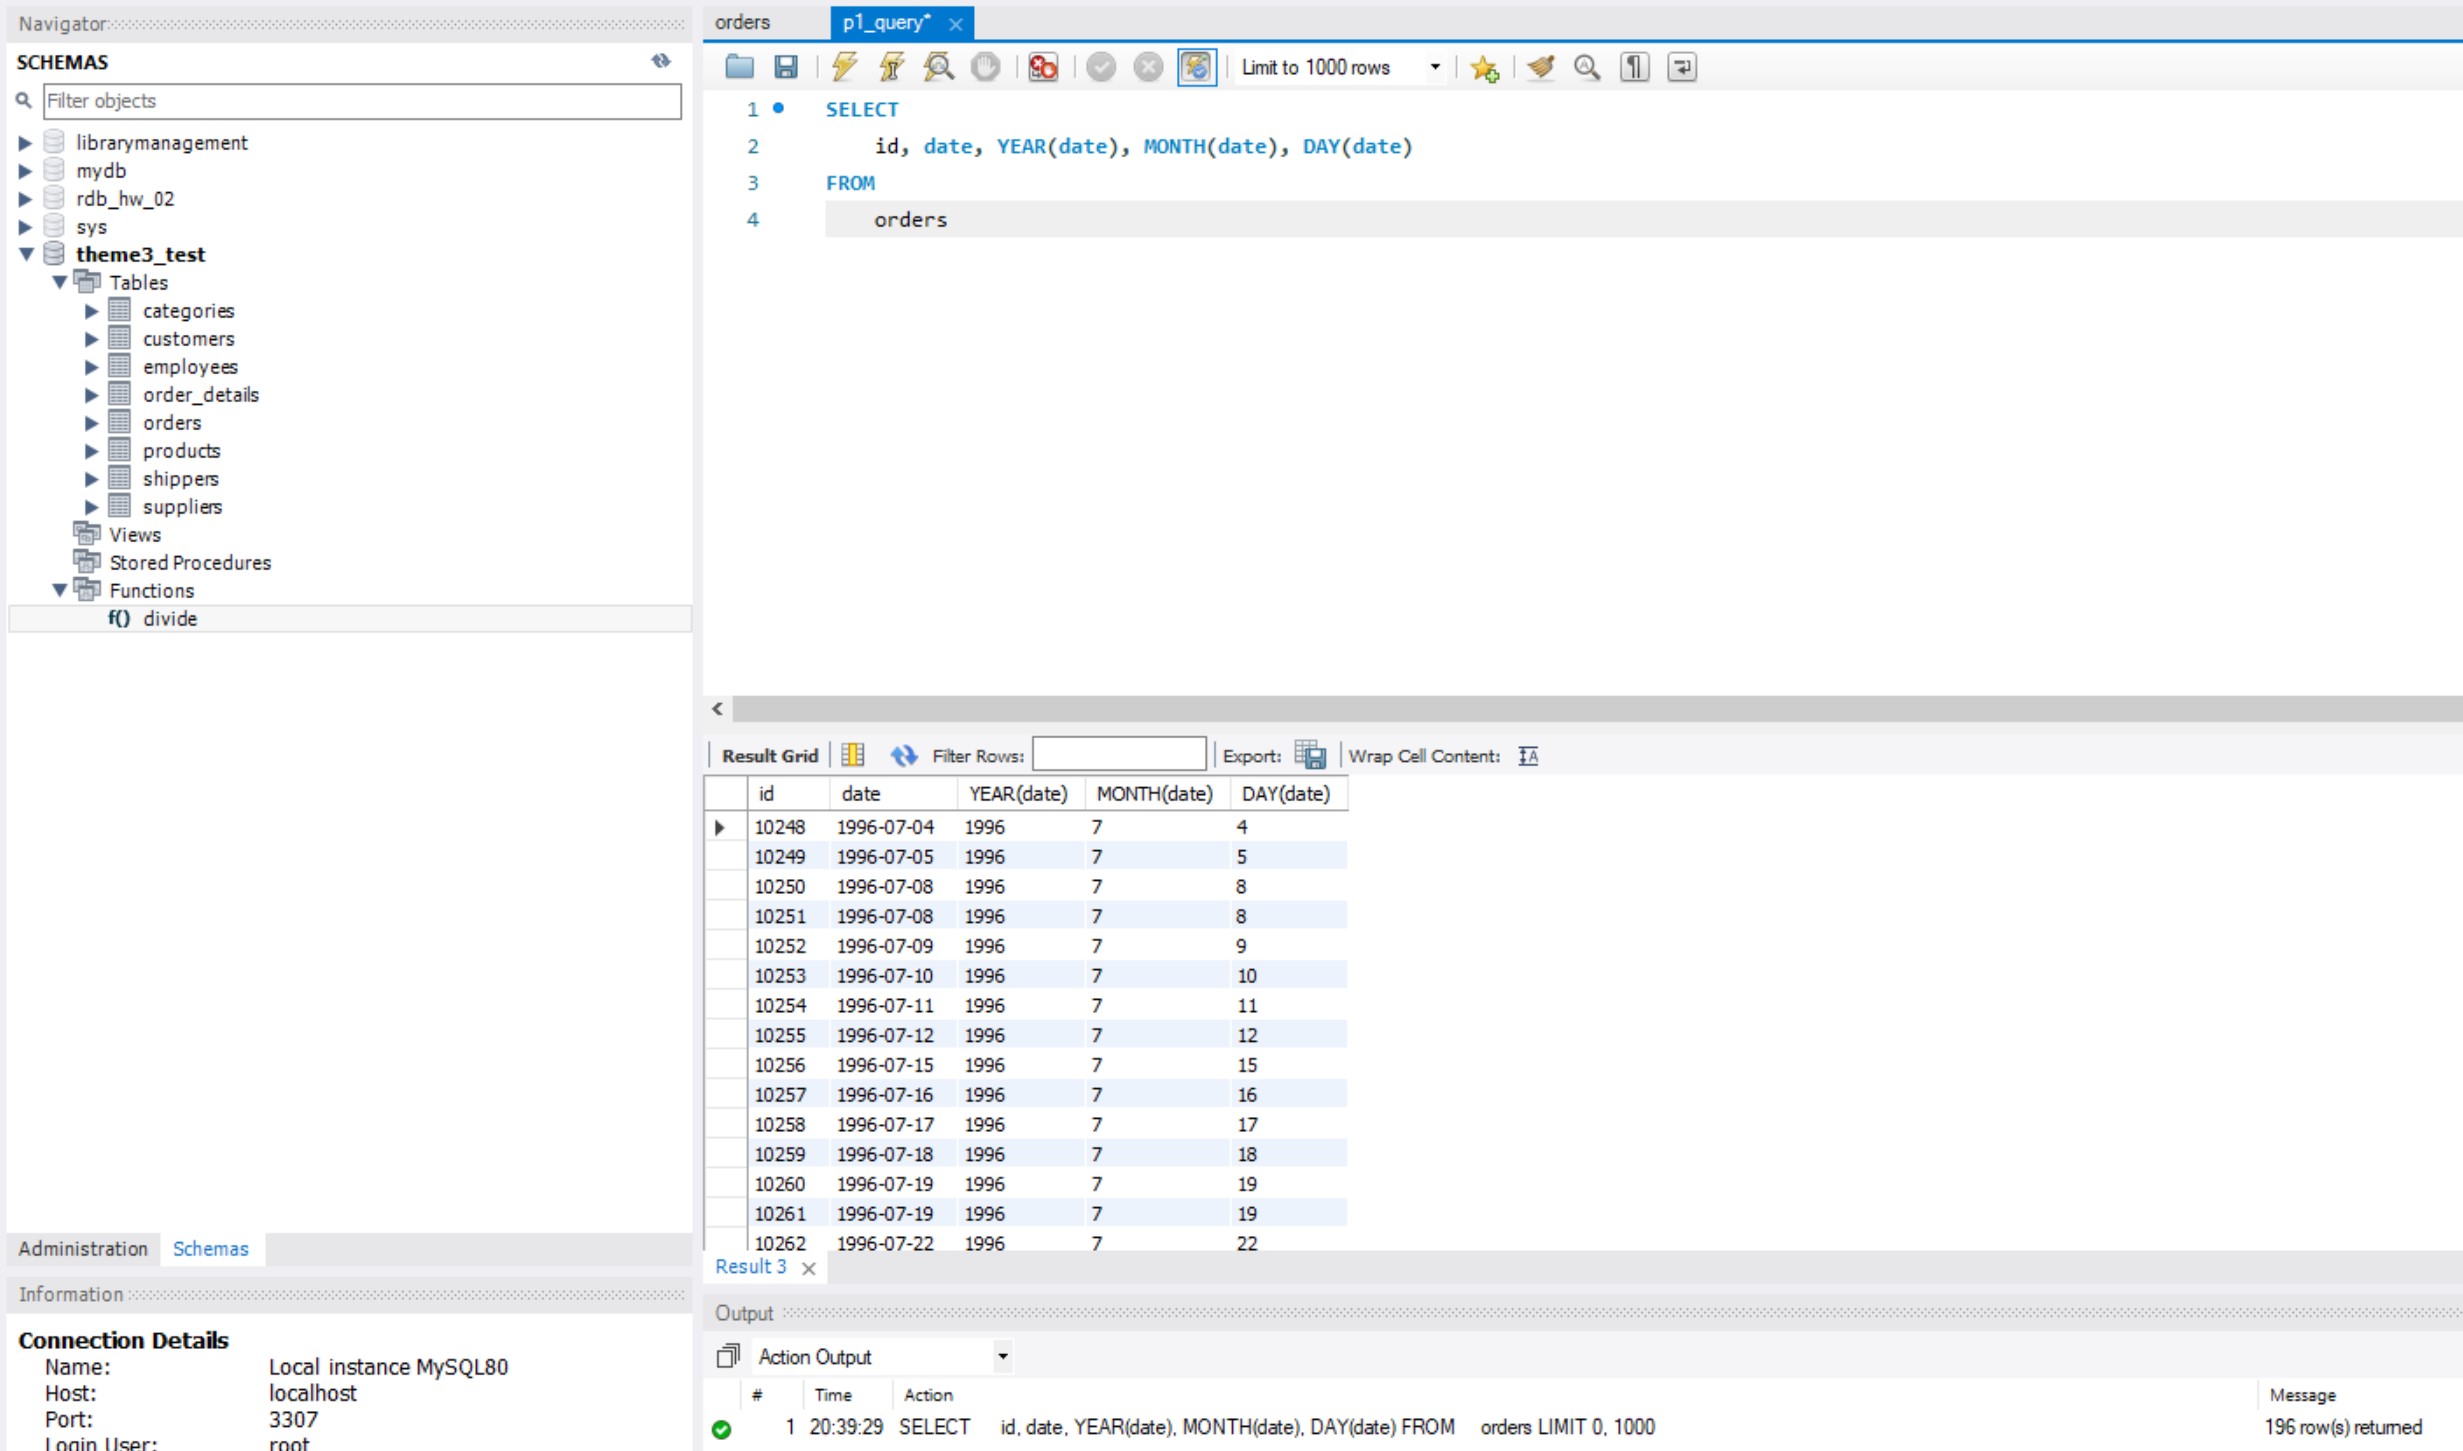 Navigator
SCHEMAS
Filter objects
librarymanagement
mydb
rdb_hw_02
sys
theme3_test
Tables
categories
customers
employees
order_details
orders
products
shippers
suppliers
Views
Stored Procedures
Functions
f() divide
Administration Schemas
Information
Connection Details
Name: Local instance MySQL80
Host: localhost
Port: 3307
Login User: root
orders p1_query*
Limit to 1000 rows
1 SELECT
2 id, date, YEAR(date), MONTH(date), DAY(date)
3 FROM
4 orders
Result Grid Filter Rows: Export: Wrap Cell Content:
id date YEAR(date) MONTH(date) DAY(date)
10248 1996-07-04 1996 7 4
10249 1996-07-05 1996 7 5
10250 1996-07-08 1996 7 8
10251 1996-07-08 1996 7 8
10252 1996-07-09 1996 7 9
10253 1996-07-10 1996 7 10
10254 1996-07-11 1996 7 11
10255 1996-07-12 1996 7 12
10256 1996-07-15 1996 7 15
10257 1996-07-16 1996 7 16
10258 1996-07-17 1996 7 17
10259 1996-07-18 1996 7 18
10260 1996-07-19 1996 7 19
10261 1996-07-19 1996 7 19
10262 1996-07-22 1996 7 22
Result 3
Output
Action Output
# Time Action Message
1 20:39:29 SELECT id, date, YEAR(date), MONTH(date), DAY(date) FROM orders LIMIT 0, 1000 196 row(s) returned